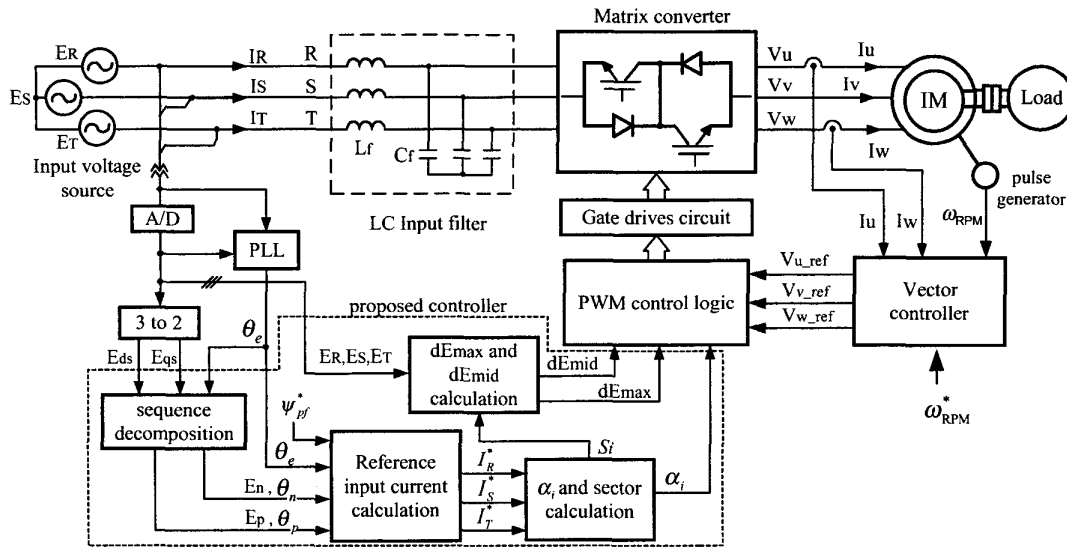 Matrix converter
ER
IR
R
Vu
Iu
ES
IS
S
Vv
Iv
IM
Load
ET
IT
T
Vw
Iw
Input voltage
source
Lf
Cf
LC Input filter
pulse
generator
ωRPM
Iu
Iw
A/D
PLL
Gate drives circuit
3 to 2
θe
proposed controller
PWM control logic
Vu_ref
Vv_ref
Vw_ref
Vector
controller
ω*RPM
Eds
Eqs
ER,ES,ET
dEmax and
dEmid
calculation
dEmid
dEmax
sequence
decomposition
ψ*pf
θe
Si
Reference
input current
calculation
I*R
I*S
I*T
αi and sector
calculation
αi
En , θn
Ep , θp